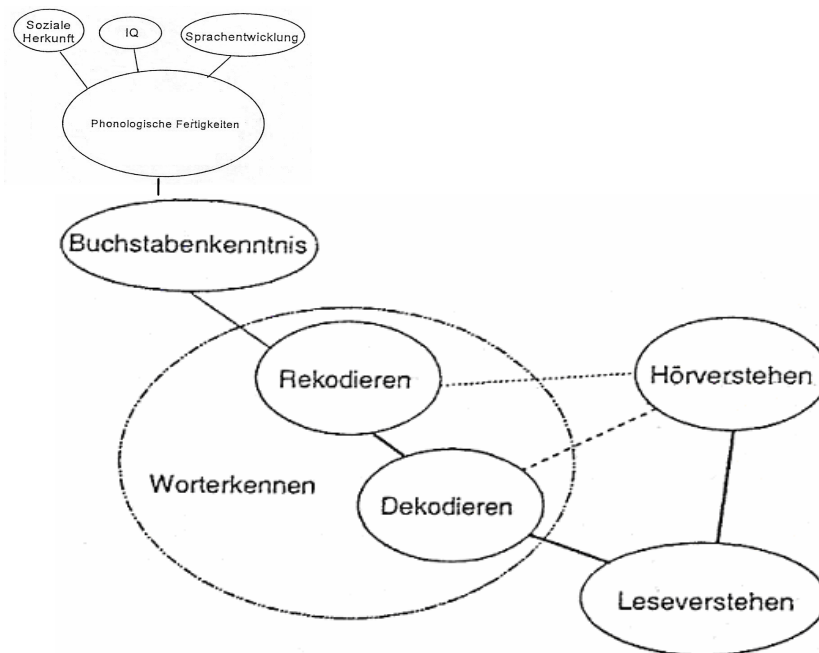 Soziale
Herkunft
IQ
Sprachentwicklung
Phonologische Fertigkeiten
Buchstabenkenntnis
Rekodieren
Hörverstehen
Worterkennen
Dekodieren
Leseverstehen